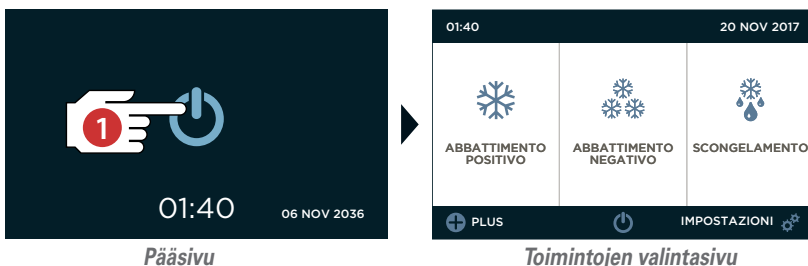 1
01:40
06 NOV 2036
Pääsivu
01:40
20 NOV 2017
ABBATTIMENTO
POSITIVO
ABBATTIMENTO
NEGATIVO
SCONGELAMENTO
PLUS
IMPOSTAZIONI
Toimintojen valintasivu